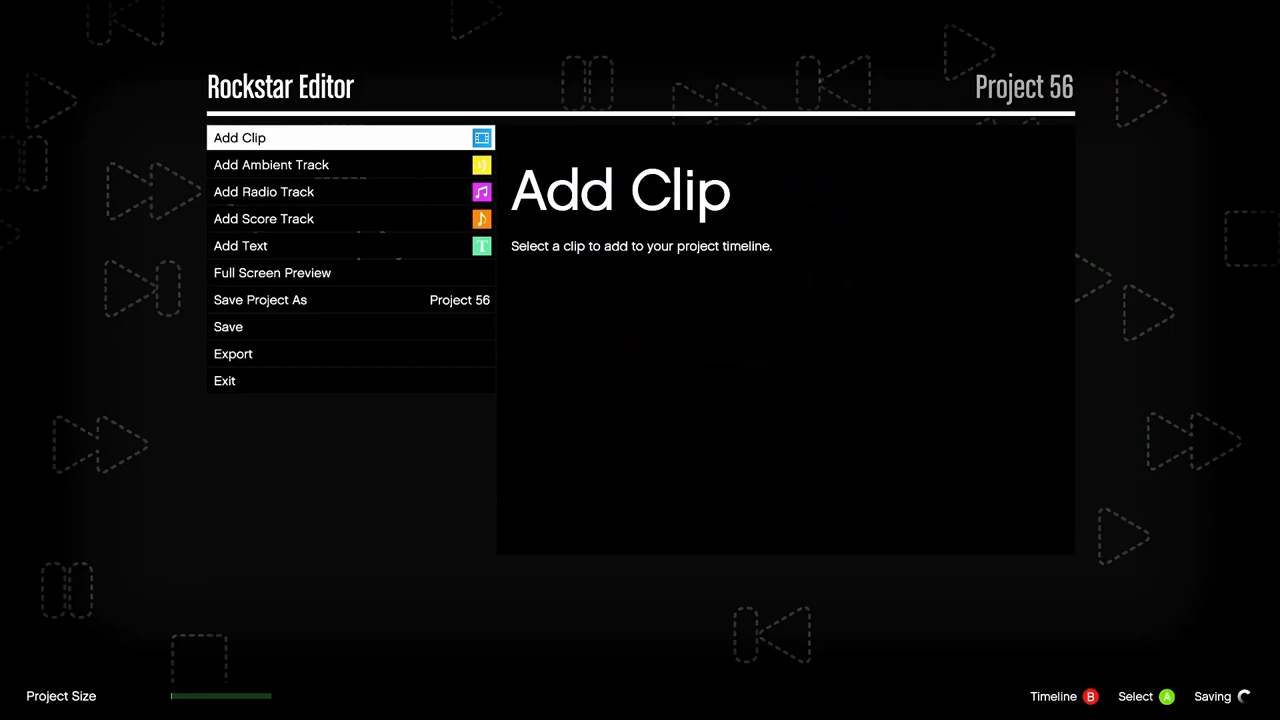 Rockstar Editor
Project 56
Add Clip
Add Ambient Track
Add Radio Track
Add Score Track
Add Text
T
Full Screen Preview
Save Project As Project 56
Save
Export
Exit
Add Clip
Select a clip to add to your project timeline.
Project Size
Timeline B Select A Saving